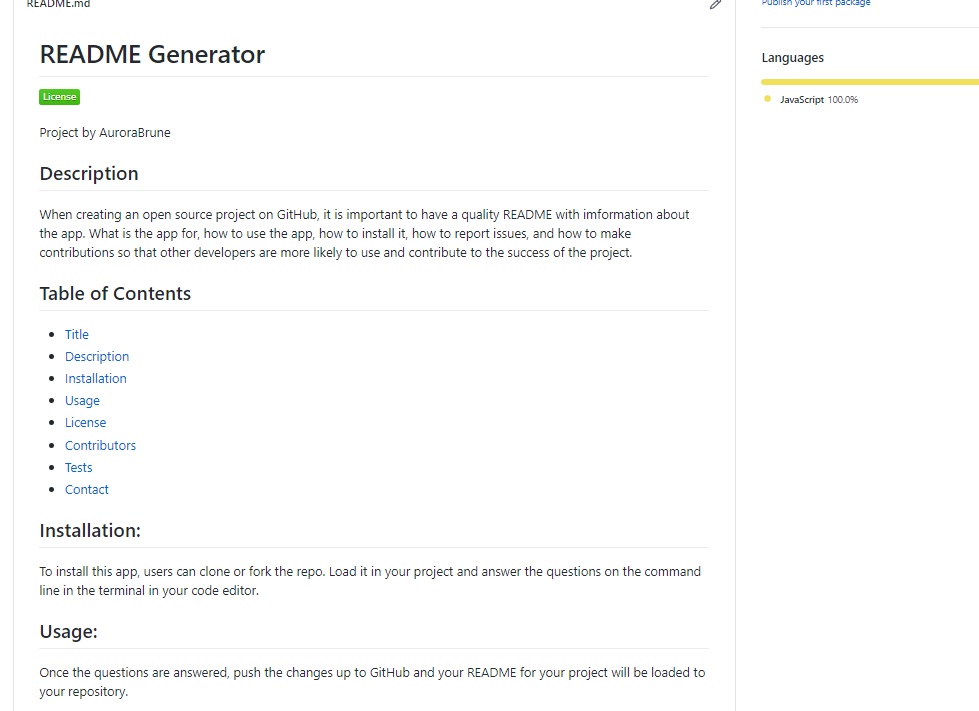 README.md
Publish your first package
README Generator
License
Project by AuroraBrune
Description
When creating an open source project on GitHub, it is important to have a quality README with imformation about
the app. What is the app for, how to use the app, how to install it, how to report issues, and how to make
contributions so that other developers are more likely to use and contribute to the success of the project.
Table of Contents
Title
Description
Installation
Usage
License
Contributors
Tests
Contact
Installation:
To install this app, users can clone or fork the repo. Load it in your project and answer the questions on the command
line in the terminal in your code editor.
Usage:
Once the questions are answered, push the changes up to GitHub and your README for your project will be loaded to
your repository.
Languages
JavaScript 100.0%